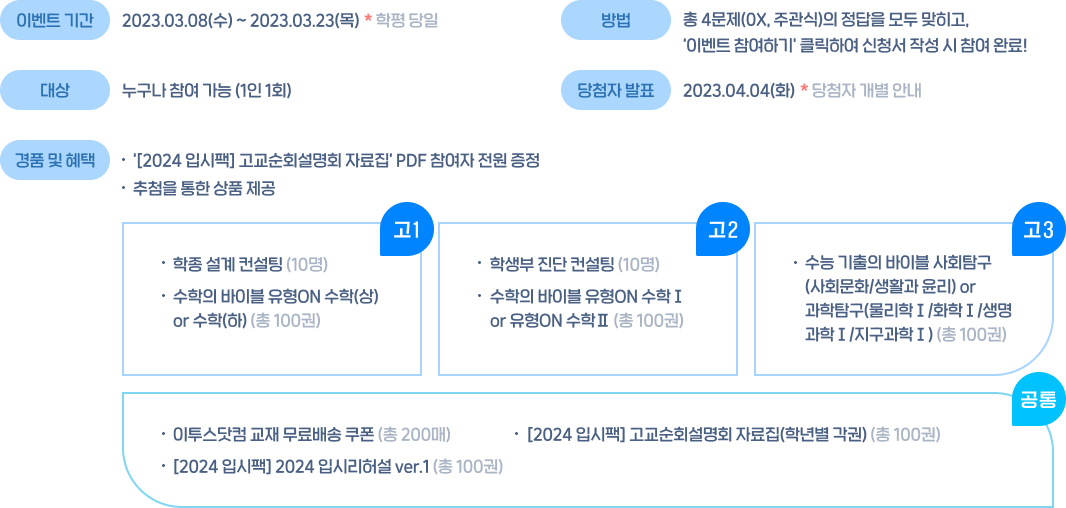 이벤트 기간
2023.03.08(수) ~ 2023.03.23(목) * 학평 당일
방법
총 4문제(OX, 주관식)의 정답을 모두 맞히고,
‘이벤트 참여하기’ 클릭하여 신청서 작성 시 참여 완료!
대상
누구나 참여 가능 (1인 1회)
당첨자 발표
2023.04.04(화) * 당첨자 개별 안내
경품 및 혜택
· ‘[2024 입시팩] 고교순회설명회 자료집’ PDF 참여자 전원 증정
· 추첨을 통한 상품 제공
고1
· 학종 설계 컨설팅 (10명)
· 수학의 바이블 유형ON 수학(상)
or 수학(하) (총 100권)
고2
· 학생부 진단 컨설팅 (10명)
· 수학의 바이블 유형ON 수학Ⅰ
or 유형ON 수학Ⅱ (총 100권)
고3
· 수능 기출의 바이블 사회탐구
(사회문화/생활과 윤리) or
과학탐구(물리학Ⅰ/화학Ⅰ/생명
과학Ⅰ/지구과학Ⅰ) (총 100권)
공통
· 이투스닷컴 교재 무료배송 쿠폰 (총 200매)
· [2024 입시팩] 고교순회설명회 자료집(학년별 각권) (총 100권)
· [2024 입시팩] 2024 입시리허설 ver.1 (총 100권)